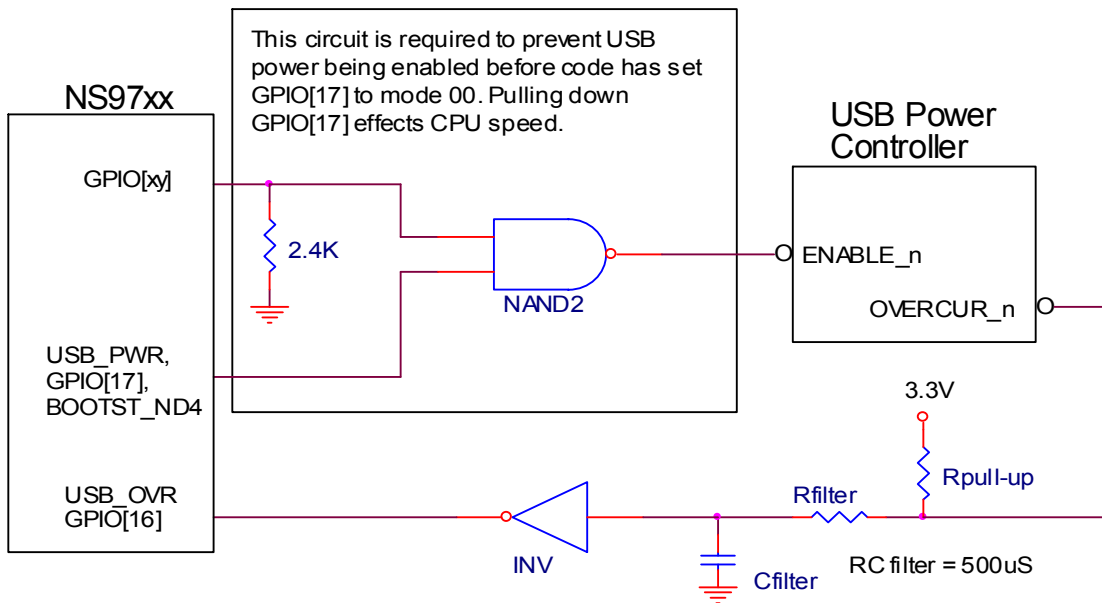 This circuit is required to prevent USB
power being enabled before code has set
GPIO[17] to mode 00. Pulling down
GPIO[17] effects CPU speed.
NS97xx
USB Power
Controller
GPIO[xy]
2.4K
NAND2
ENABLE_n
OVERCUR_n
USB_PWR,
GPIO[17],
BOOTST_ND4
3.3V
Rpull-up
Rfilter
USB_OVR
GPIO[16]
INV
Cfilter
RC filter = 500uS